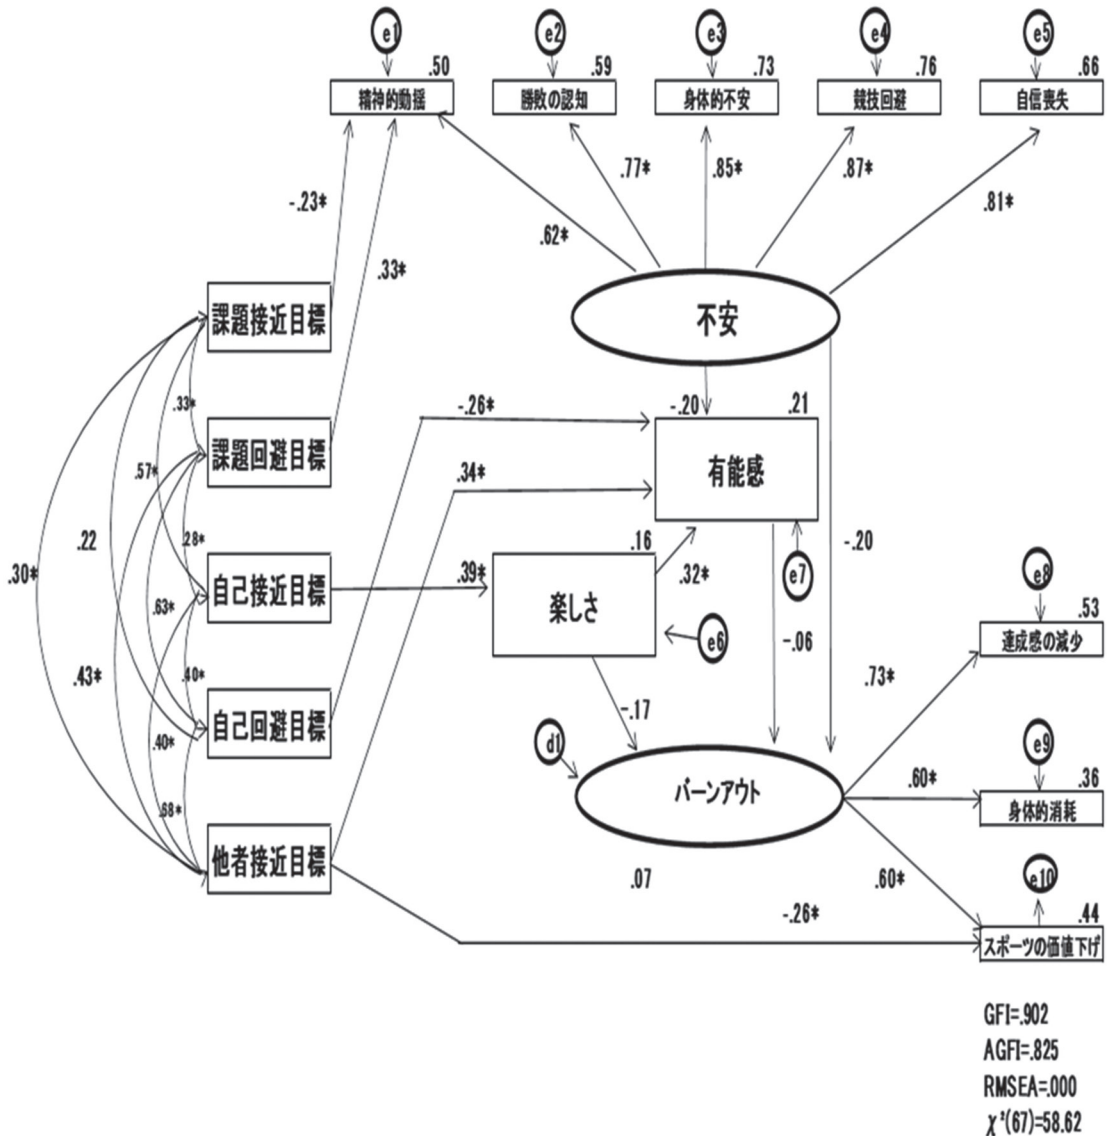 e1
e2
e3
e4
e5
.50
.59
.73
.76
.66
精神的動揺
勝敗の認知
身体的不安
競技回避
自信喪失
-.23*
.33*
.62*
.77*
.85*
.87*
.81*
不安
課題接近目標
課題回避目標
自己接近目標
自己回避目標
他者接近目標
.33*
.57*
.28*
.22
.30*
.63*
.43*
.40*
.40*
.68*
-.26*
.34*
.39*
-.20
.21
有能感
.16
楽しさ
.32*
e7
e6
-.20
-.06
-.17
d1
バーンアウト
.07
.73*
.60*
.60*
-.26*
e8
.53
達成感の減少
e9
.36
身体的消耗
e10
.44
スポーツの価値下げ
GFI=.902
AGFI=.825
RMSEA=.000
χ²(67)=58.62